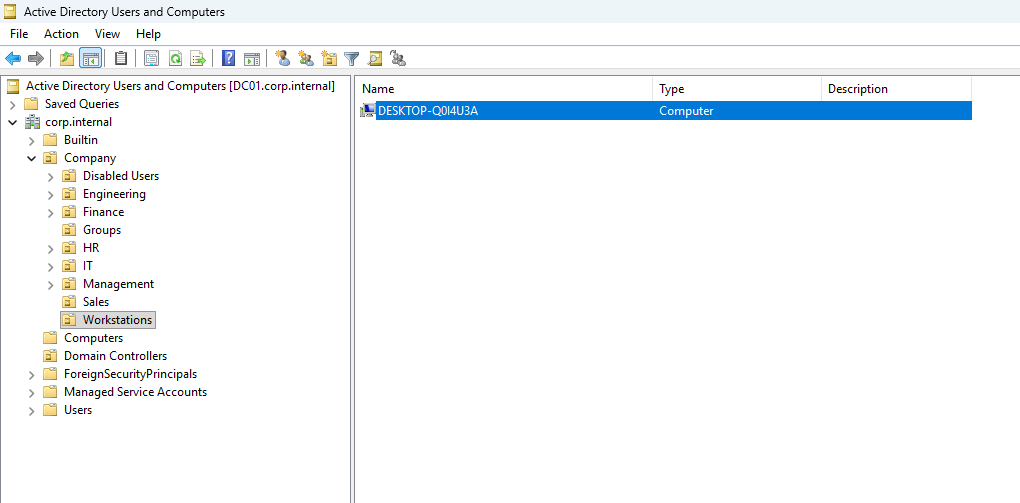 Active Directory Users and Computers
File Action View Help
Active Directory Users and Computers [DC01.corp.internal]
Saved Queries
corp.internal
Builtin
Company
Disabled Users
Engineering
Finance
Groups
HR
IT
Management
Sales
Workstations
Computers
Domain Controllers
ForeignSecurityPrincipals
Managed Service Accounts
Users
Name Type Description
DESKTOP-Q0I4U3A Computer